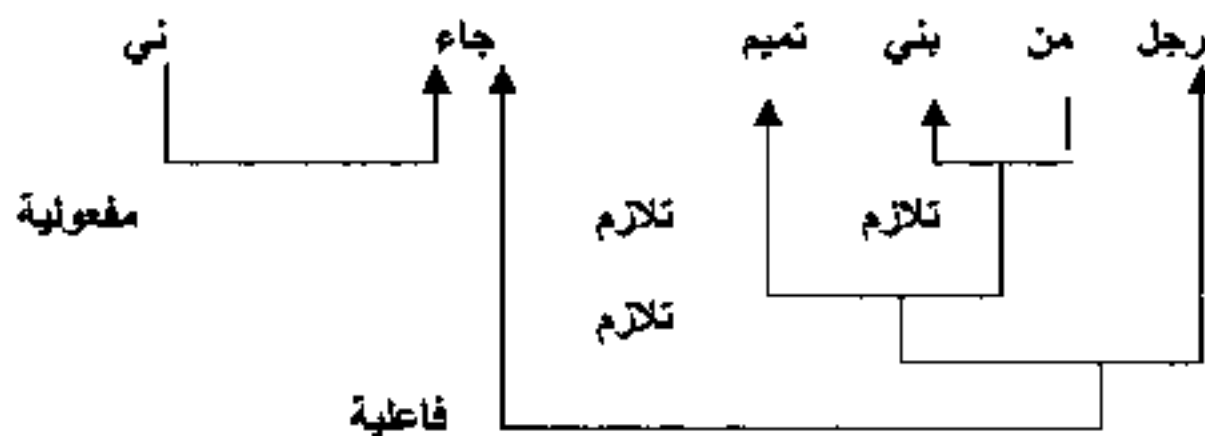 رجل من بني تميم جاء ني
تلازم تلازم مفعولية
تلازم
فاعلية